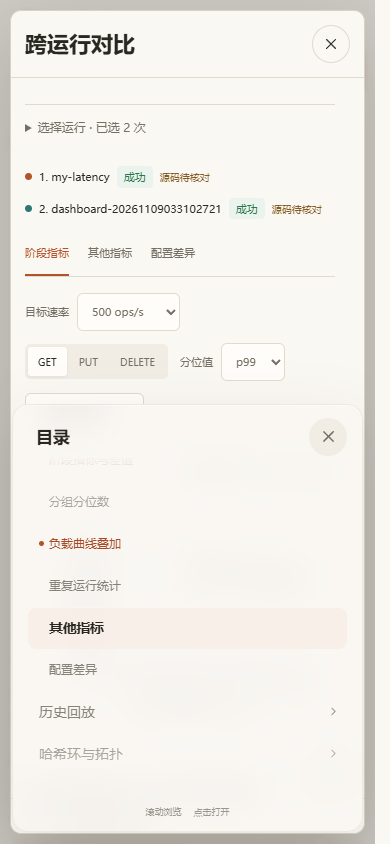 跨运行对比
选择运行 · 已选 2 次
1. my-latency 成功 源码待核对
2. dashboard-20261109033102721 成功 源码待核对
阶段指标 其他指标 配置差异
目标速率 500 ops/s
GET PUT DELETE 分位值 p99
目录
分组分位数
负载曲线叠加
重复运行统计
其他指标
配置差异
历史回放
哈希环与拓扑
滚动浏览 点击打开